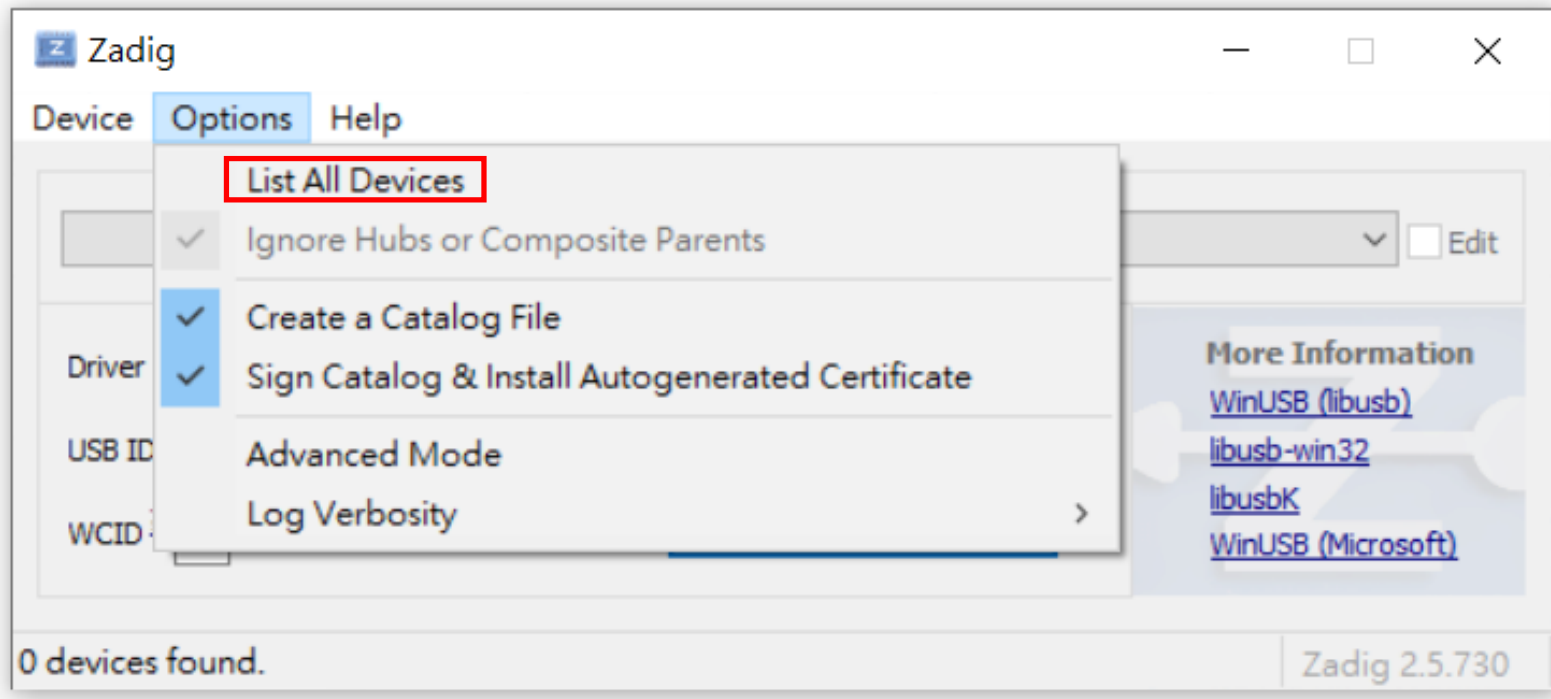 Zadig
Device Options Help
List All Devices
Ignore Hubs or Composite Parents
Edit
Create a Catalog File
Sign Catalog & Install Autogenerated Certificate
Driver
USB ID
WCID
Advanced Mode
Log Verbosity
More Information
WinUSB (libusb)
libusb-win32
libusbK
WinUSB (Microsoft)
0 devices found.
Zadig 2.5.730